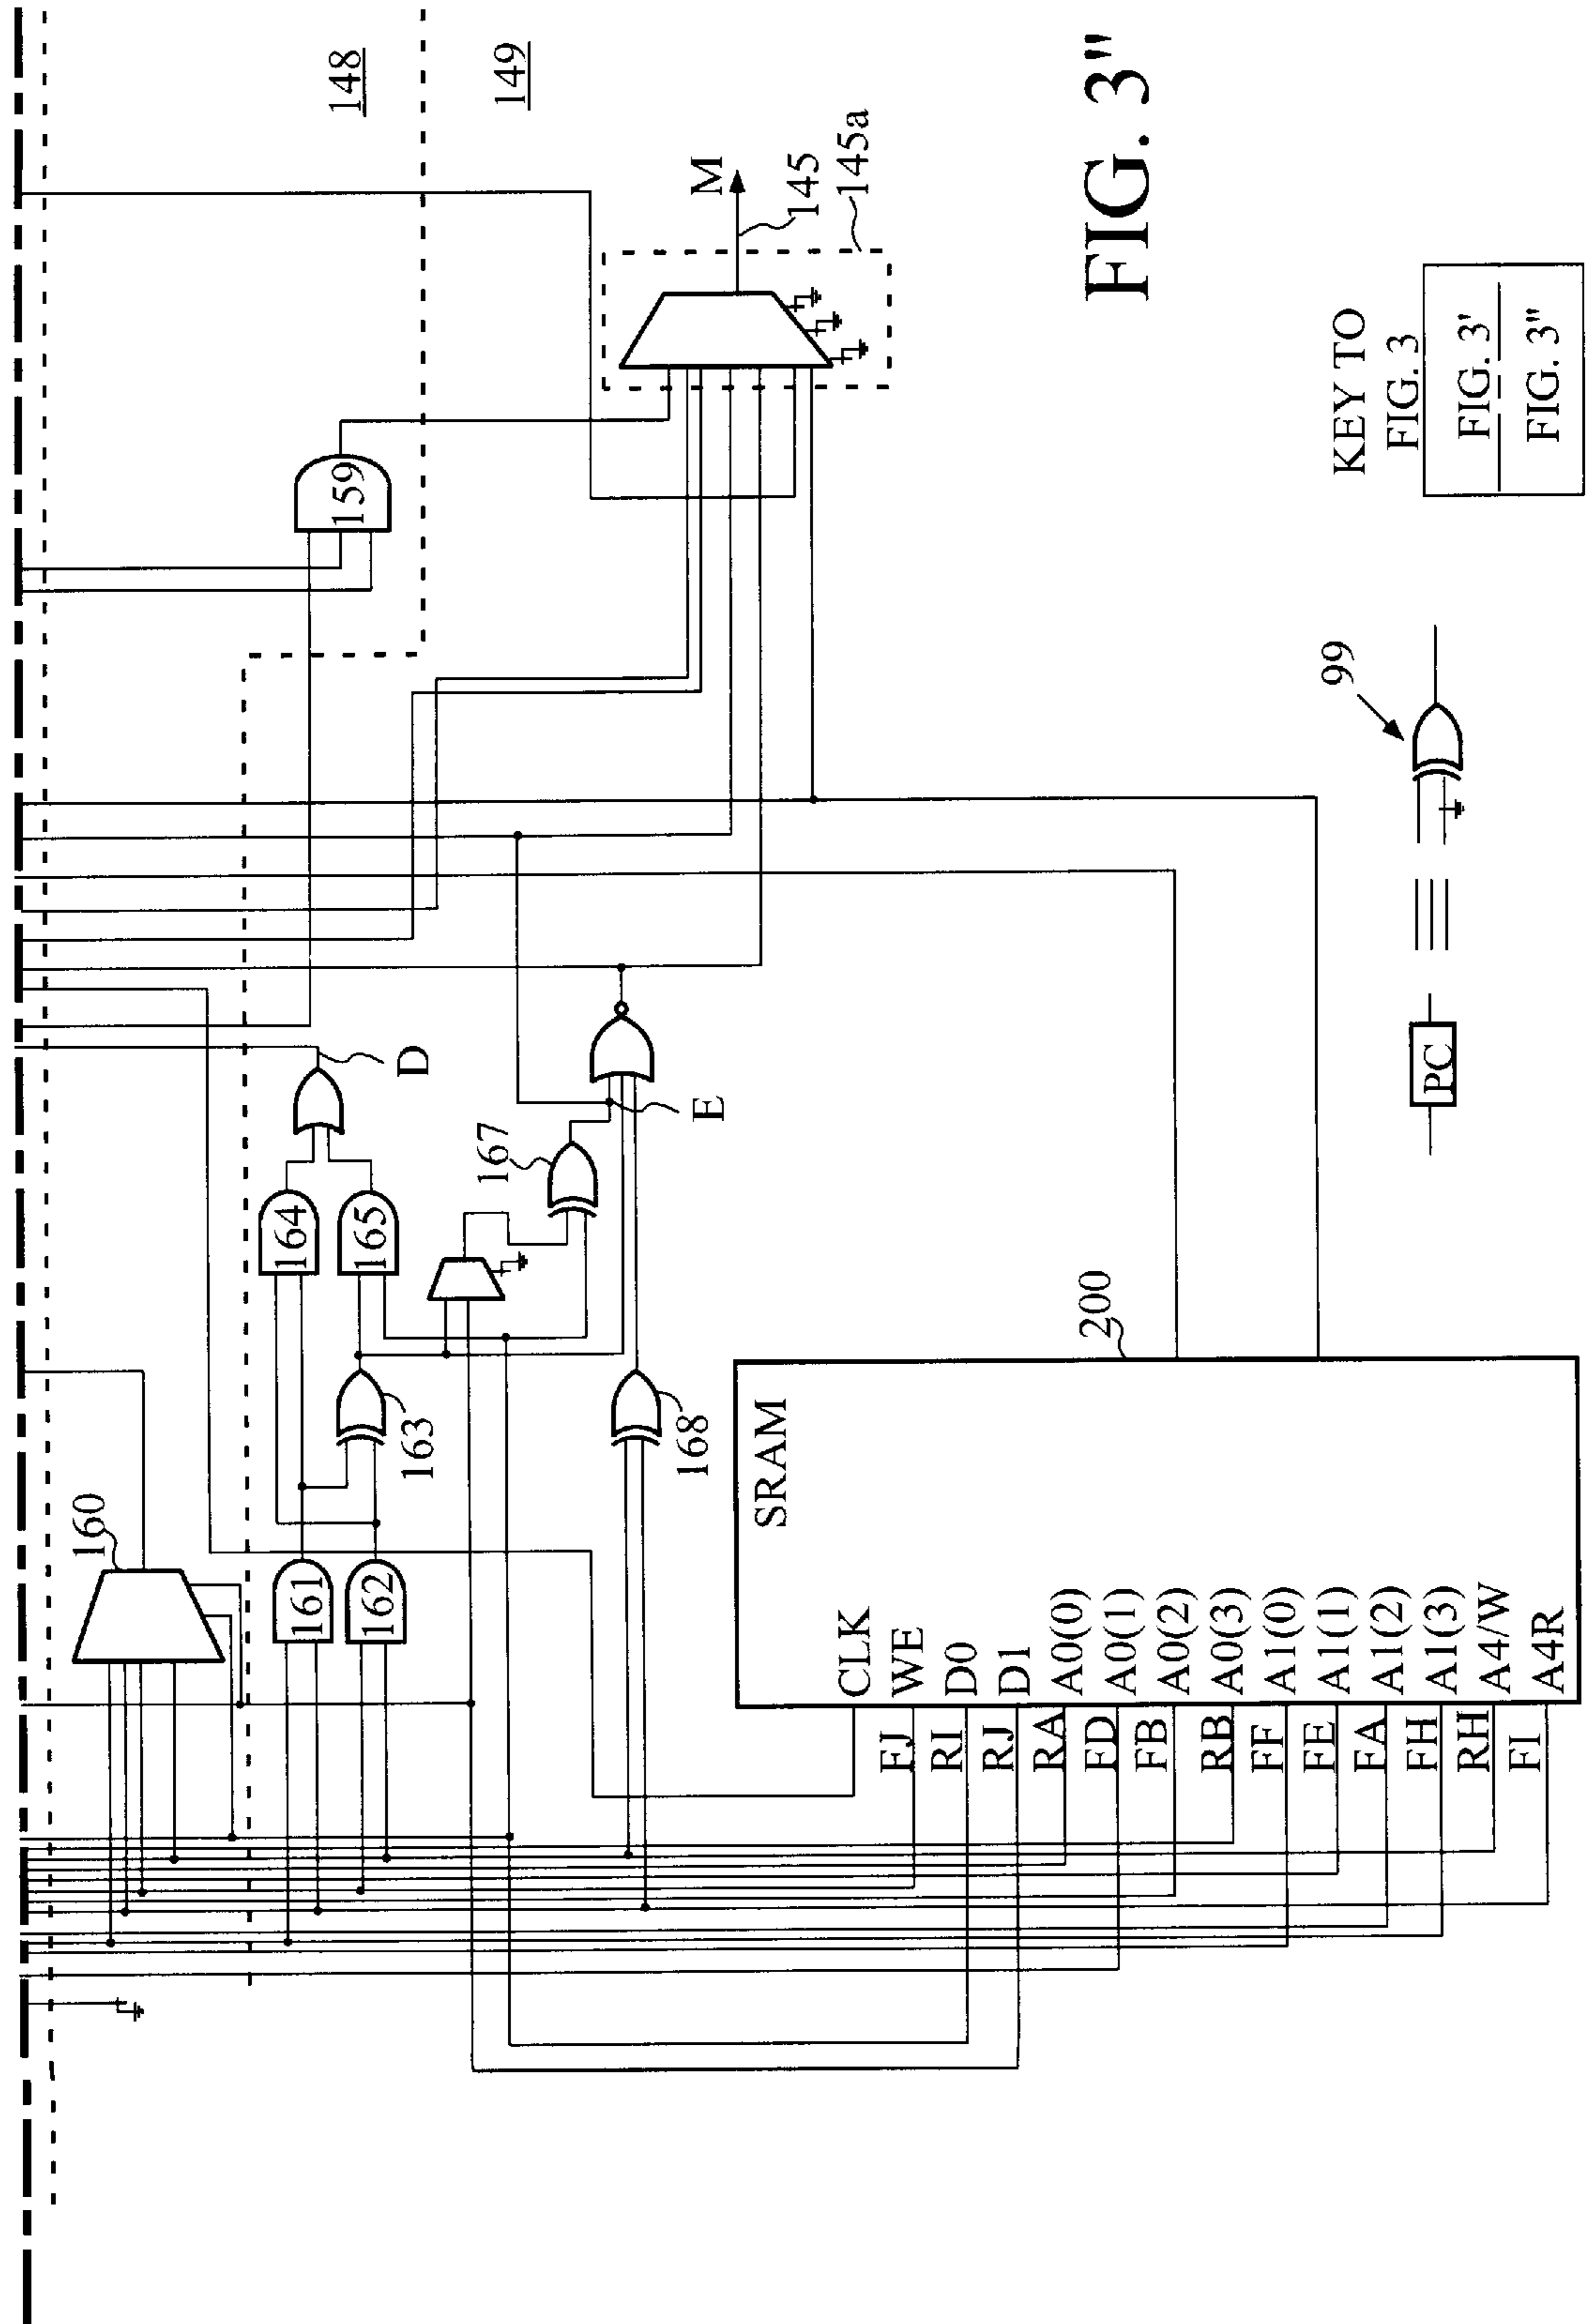 148
149
159
M
145
145a
160
161
162
163
164
165
D
167
E
168
200
SRAM
CLK
WE
D0
D1
A0(0)
A0(1)
A0(2)
A0(3)
A1(0)
A1(1)
A1(2)
A1(3)
A4/W
A4R
FJ
RI
RJ
RA
FD
FB
RB
FF
FE
FA
FH
RH
FI
PC
99
KEY TO
FIG. 3
FIG. 3'
FIG. 3"
FIG. 3"